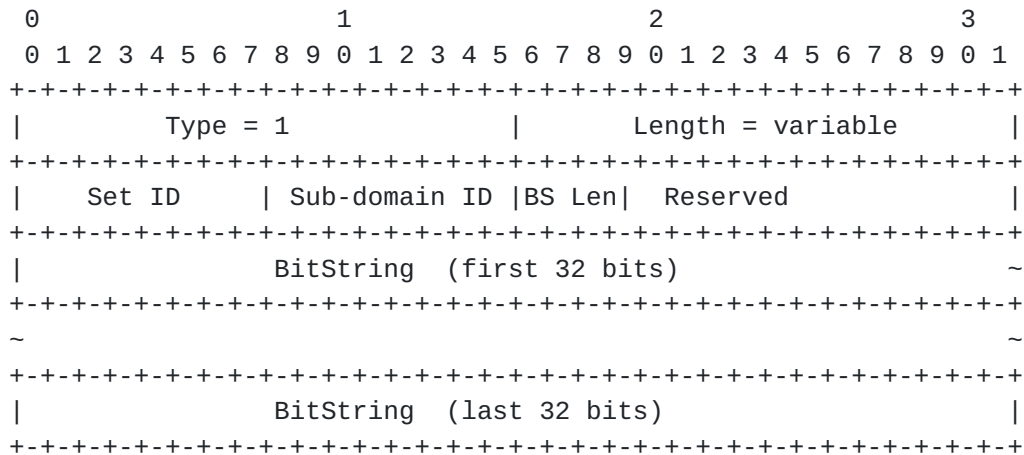 0                   1                   2                   3
 0 1 2 3 4 5 6 7 8 9 0 1 2 3 4 5 6 7 8 9 0 1 2 3 4 5 6 7 8 9 0 1
+-+-+-+-+-+-+-+-+-+-+-+-+-+-+-+-+-+-+-+-+-+-+-+-+-+-+-+-+-+-+-+-+
|         Type = 1              |       Length = variable       |
+-+-+-+-+-+-+-+-+-+-+-+-+-+-+-+-+-+-+-+-+-+-+-+-+-+-+-+-+-+-+-+-+
|    Set ID     | Sub-domain ID |BS Len|  Reserved              |
+-+-+-+-+-+-+-+-+-+-+-+-+-+-+-+-+-+-+-+-+-+-+-+-+-+-+-+-+-+-+-+-+
|                BitString  (first 32 bits)                     ~
+-+-+-+-+-+-+-+-+-+-+-+-+-+-+-+-+-+-+-+-+-+-+-+-+-+-+-+-+-+-+-+-+
~                                                               ~
+-+-+-+-+-+-+-+-+-+-+-+-+-+-+-+-+-+-+-+-+-+-+-+-+-+-+-+-+-+-+-+-+
|                BitString  (last 32 bits)                      |
+-+-+-+-+-+-+-+-+-+-+-+-+-+-+-+-+-+-+-+-+-+-+-+-+-+-+-+-+-+-+-+-+